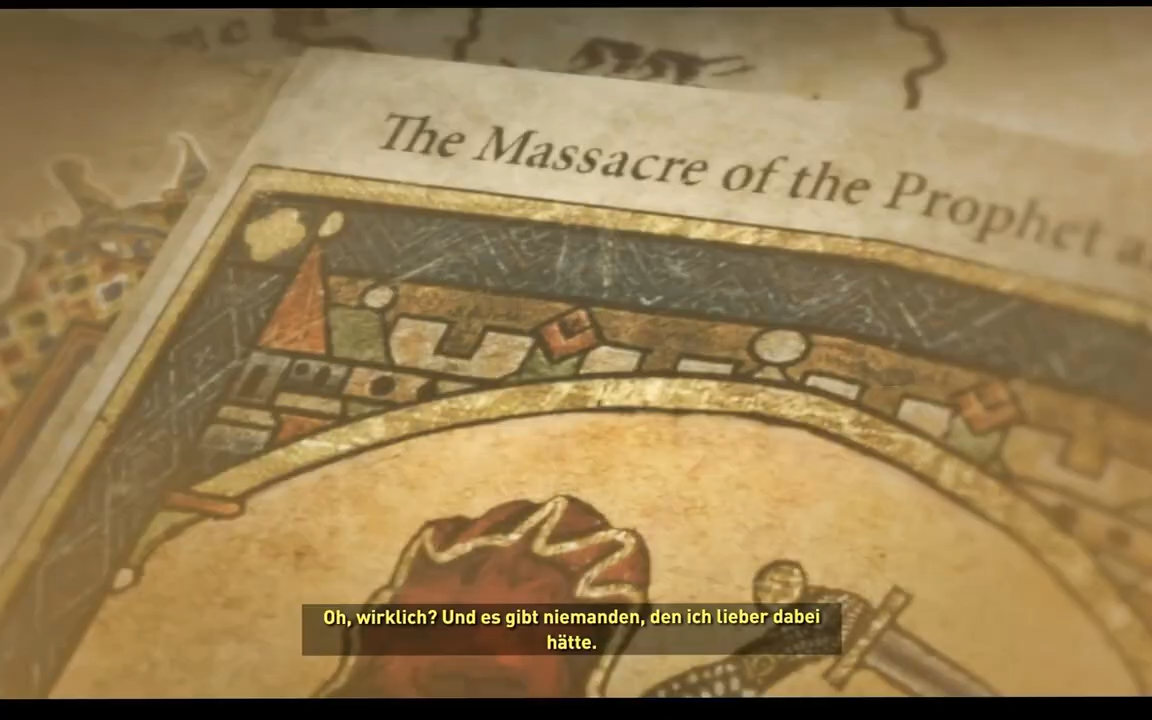 The Massacre of the Prophet a
Oh, wirklich? Und es gibt niemanden, den ich lieber dabei
hätte.